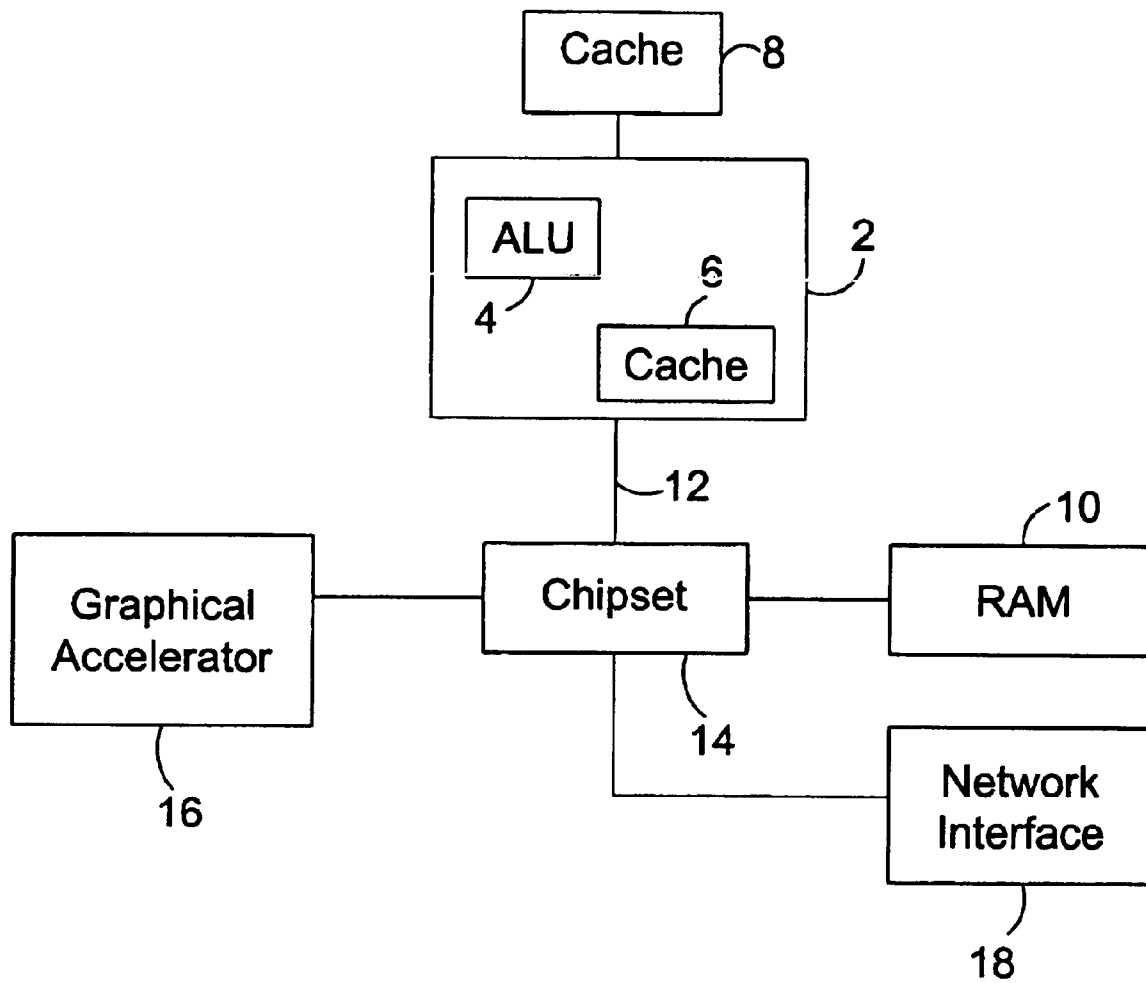 Cache
8
ALU
2
4
6
Cache
12
10
Graphical
Accelerator
Chipset
RAM
14
16
Network
Interface
18